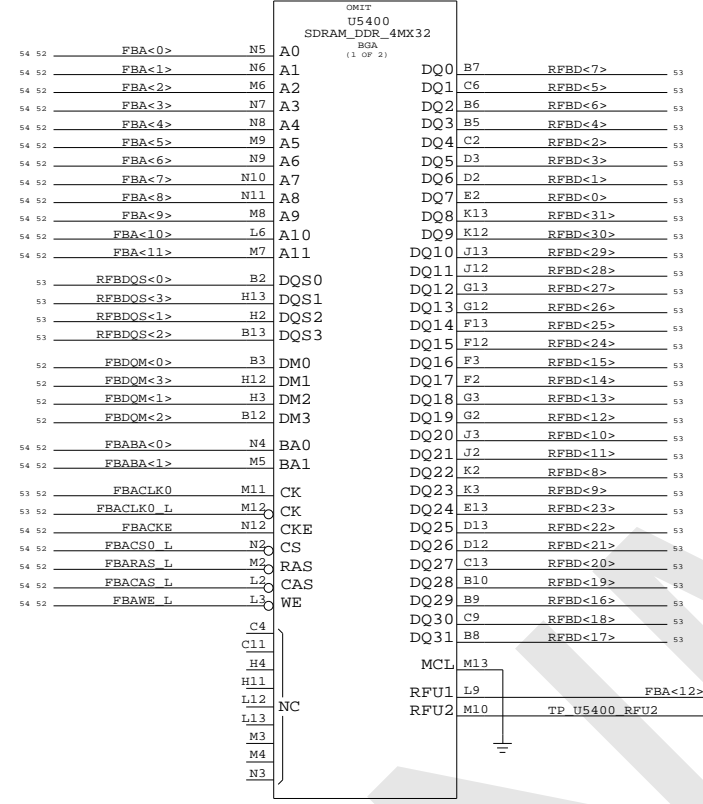 OMIT
U5400
SDRAM_DDR_4MX32
BGA
(1 OF 2)
54 52 FBA<0> N5 A0
54 52 FBA<1> N6 A1 DQ0 B7 RFBD<7> 53
54 52 FBA<2> M6 A2 DQ1 C6 RFBD<5> 53
54 52 FBA<3> N7 A3 DQ2 B6 RFBD<6> 53
54 52 FBA<4> N8 A4 DQ3 B5 RFBD<4> 53
54 52 FBA<5> M9 A5 DQ4 C2 RFBD<2> 53
54 52 FBA<6> N9 A6 DQ5 D3 RFBD<3> 53
54 52 FBA<7> N10 A7 DQ6 D2 RFBD<1> 53
54 52 FBA<8> N11 A8 DQ7 E2 RFBD<0> 53
54 52 FBA<9> M8 A9 DQ8 K13 RFBD<31> 53
54 52 FBA<10> L6 A10 DQ9 K12 RFBD<30> 53
54 52 FBA<11> M7 A11 DQ10 J13 RFBD<29> 53
DQ11 J12 RFBD<28> 53
53 RFBDQS<0> B2 DQS0 DQ12 G13 RFBD<27> 53
53 RFBDQS<3> H13 DQS1 DQ13 G12 RFBD<26> 53
53 RFBDQS<1> H2 DQS2 DQ14 F13 RFBD<25> 53
53 RFBDQS<2> B13 DQS3 DQ15 F12 RFBD<24> 53
52 FBDQM<0> B3 DM0 DQ16 F3 RFBD<15> 53
52 FBDQM<3> H12 DM1 DQ17 F2 RFBD<14> 53
52 FBDQM<1> H3 DM2 DQ18 G3 RFBD<13> 53
52 FBDQM<2> B12 DM3 DQ19 G2 RFBD<12> 53
DQ20 J3 RFBD<10> 53
54 52 FBABA<0> N4 BA0 DQ21 J2 RFBD<11> 53
54 52 FBABA<1> M5 BA1 DQ22 K2 RFBD<8> 53
53 52 FBACLK0 M11 CK DQ23 K3 RFBD<9> 53
53 52 FBACLK0_L M12 CK DQ24 E13 RFBD<23> 53
54 52 FBACKE N12 CKE DQ25 D13 RFBD<22> 53
54 52 FBACS0_L N2 CS DQ26 D12 RFBD<21> 53
54 52 FBARAS_L M2 RAS DQ27 C13 RFBD<20> 53
54 52 FBACAS_L L2 CAS DQ28 B10 RFBD<19> 53
54 52 FBAWE_L L3 WE DQ29 B9 RFBD<16> 53
DQ30 C9 RFBD<18> 53
C4 DQ31 B8 RFBD<17> 53
C11
H4 MCL M13
H11
L12 NC RFU1 L9 FBA<12>
L13 RFU2 M10 TP_U5400_RFU2
M3
M4
N3